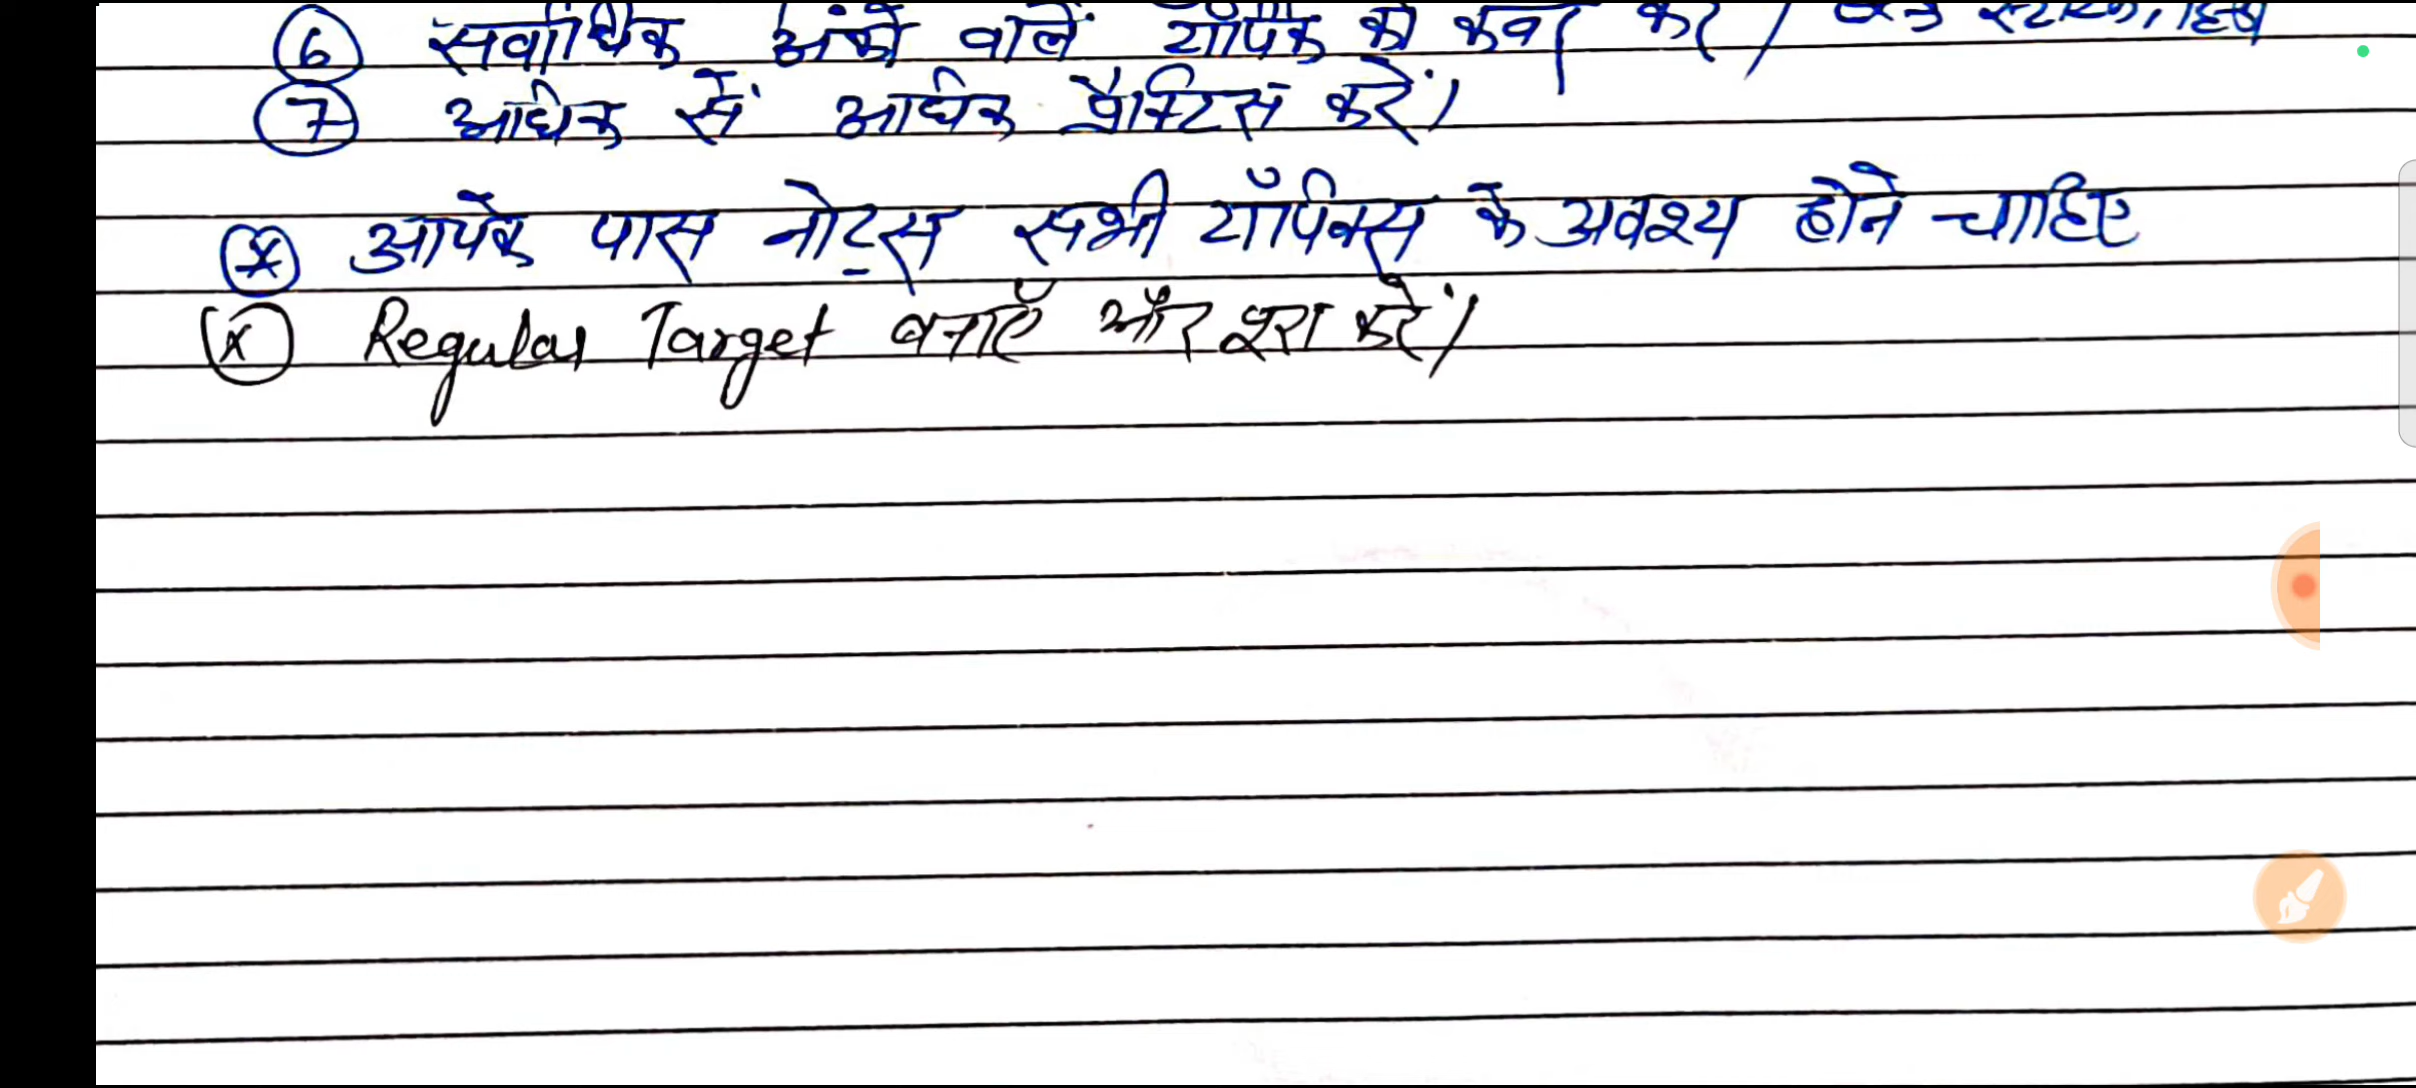 6 सर्वाधिक अंकों वाले टॉपिक को कवर करें।
7 अधिक से अधिक प्रैक्टिस करें।
* आपके पास नोट्स सभी टॉपिक्स के अवश्य होने चाहिए
x Regular Target बनाएँ और पूरा करें।